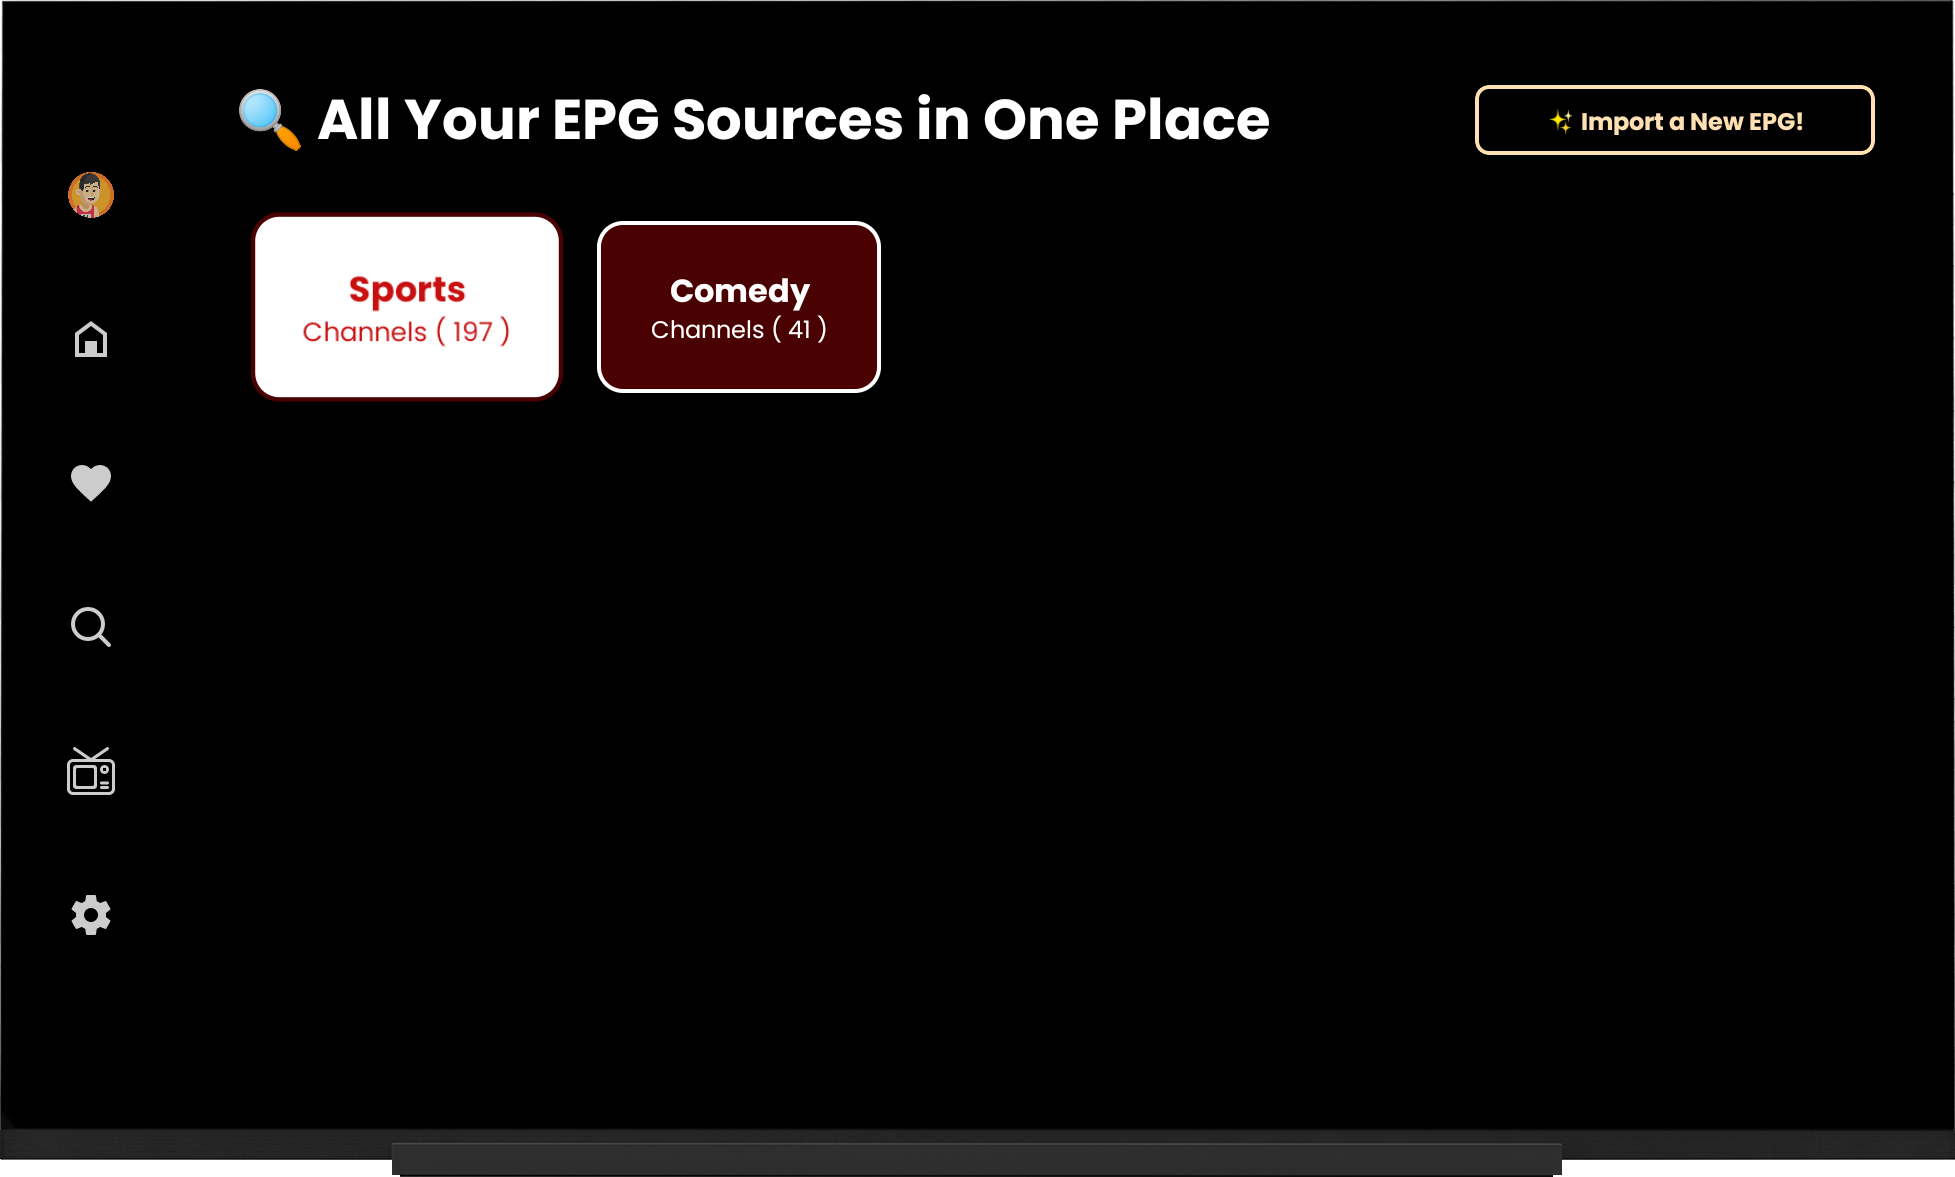 🔍 All Your EPG Sources in One Place
✨ Import a New EPG!
Sports
Channels ( 197 )
Comedy
Channels ( 41 )